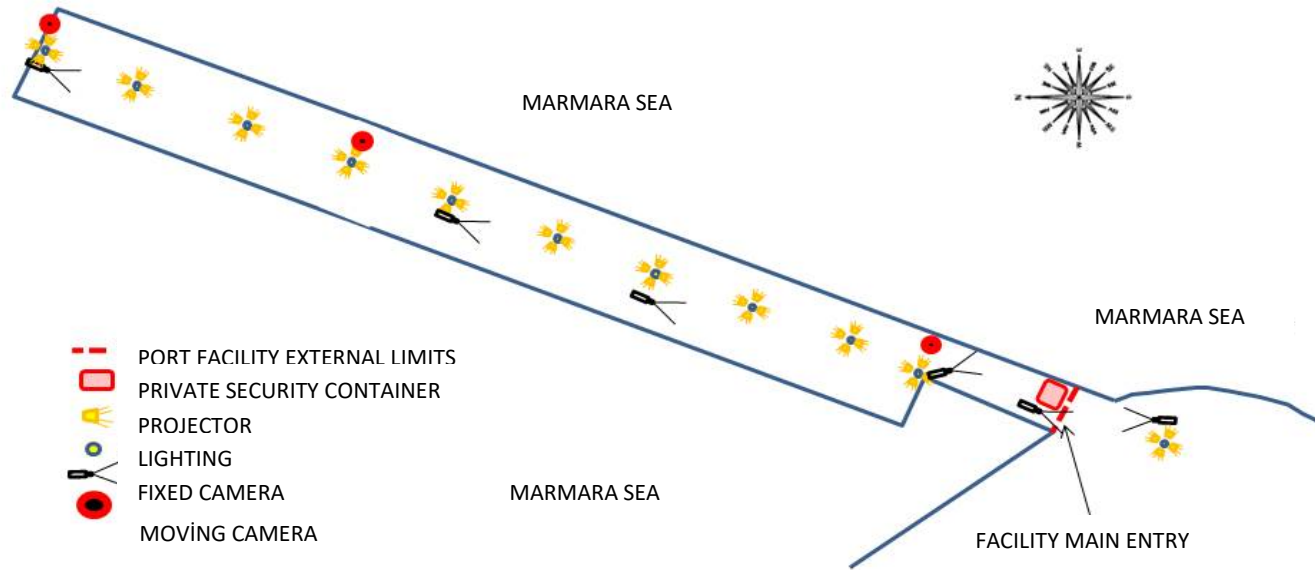 MARMARA SEA
MARMARA SEA
PORT FACILITY EXTERNAL LIMITS
PRIVATE SECURITY CONTAINER
PROJECTOR
LIGHTING
FIXED CAMERA
MOVİNG CAMERA
MARMARA SEA
FACILITY MAIN ENTRY